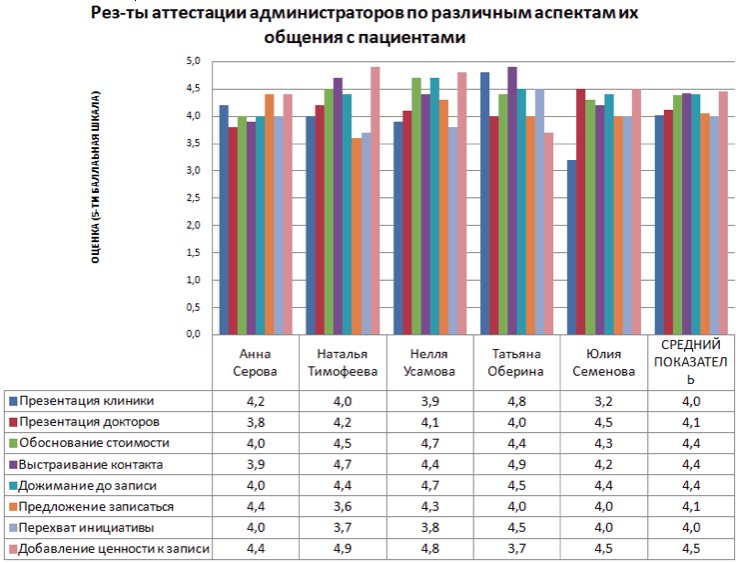 Рез-ты аттестации администраторов по различным аспектам их
общения с пациентами
ОЦЕНКА (5-ТИ БАЛЛАЬНАЯ ШКАЛА)
5,0
4,5
4,0
3,5
3,0
2,5
2,0
1,5
1,0
0,5
0,0
Анна Серова Наталья Тимофеева Нелля Усамова Татьяна Оберина Юлия Семенова СРЕДНИЙ ПОКАЗАТЕЛЬ
Презентация клиники 4,2 4,0 3,9 4,8 3,2 4,0
Презентация докторов 3,8 4,2 4,1 4,0 4,5 4,1
Обоснование стоимости 4,0 4,5 4,7 4,4 4,3 4,4
Выстраивание контакта 3,9 4,7 4,4 4,9 4,2 4,4
Дожимание до записи 4,0 4,4 4,7 4,5 4,4 4,4
Предложение записаться 4,4 3,6 4,3 4,0 4,0 4,1
Перехват инициативы 4,0 3,7 3,8 4,5 4,0 4,0
Добавление ценности к записи 4,4 4,9 4,8 3,7 4,5 4,5